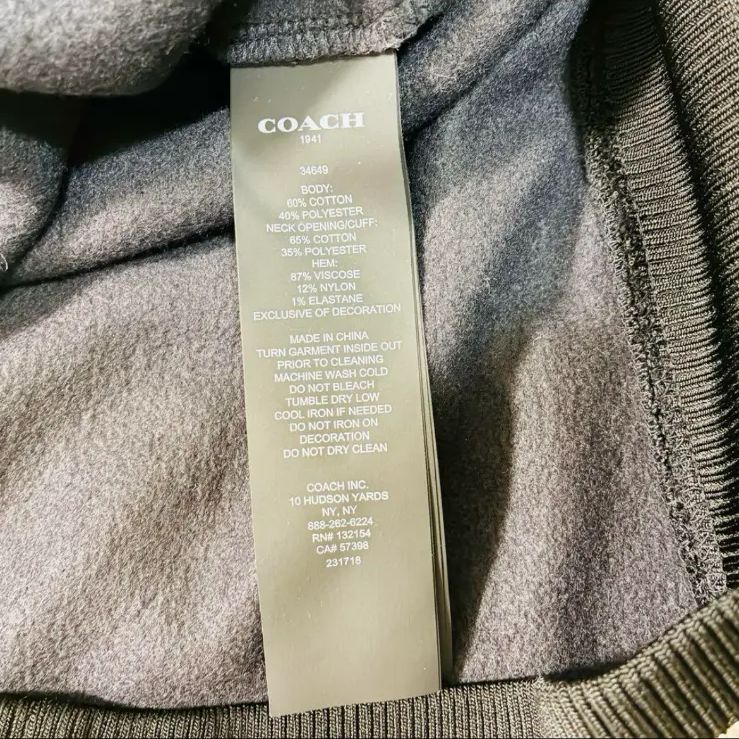 COACH
1941
34649
BODY:
60% COTTON
40% POLYESTER
NECK OPENING/CUFF:
65% COTTON
35% POLYESTER
HEM:
87% VISCOSE
12% NYLON
1% ELASTANE
EXCLUSIVE OF DECORATION
MADE IN CHINA
TURN GARMENT INSIDE OUT
PRIOR TO CLEANING
MACHINE WASH COLD
DO NOT BLEACH
TUMBLE DRY LOW
COOL IRON IF NEEDED
DO NOT IRON ON
DECORATION
DO NOT DRY CLEAN
COACH INC.
10 HUDSON YARDS
NY, NY
888-262-6224
RN# 132154
CA# 57398
231718